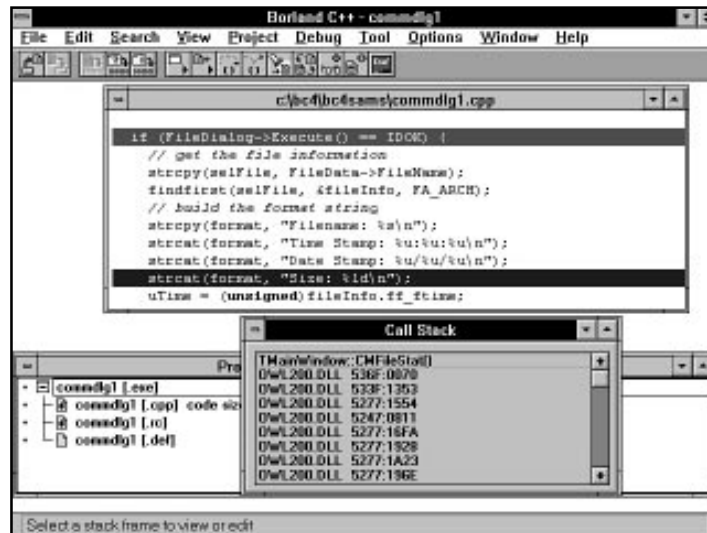 Borland C++ - commdlg1
File Edit Search View Project Debug Tool Options Window Help
c:\bc4\bc4sams\commdlg1.cpp
if (FileDialog->Execute() == IDOK) {
// get the file information
strcpy(selFile, FileData->FileName);
findfirst(selFile, &fileInfo, FA_ARCH);
// build the format string
strcpy(format, "Filename: %s\n");
strcat(format, "Time Stamp: %u:%u:%u\n");
strcat(format, "Date Stamp: %u/%u/%u\n");
strcat(format, "Size: %ld\n");
uTime = (unsigned)fileInfo.ff_ftime;
Call Stack
TMainWindow::CMFileStat()
OWL200.DLL 536F:0070
OWL200.DLL 533F:1353
OWL200.DLL 5277:1554
OWL200.DLL 5247:0811
OWL200.DLL 5277:16FA
OWL200.DLL 5277:1928
OWL200.DLL 5277:1A23
OWL200.DLL 5277:196E
Pro
commdlg1 [.exe]
commdlg1 [.cpp] code siz
commdlg1 [.rc]
commdlg1 [.def]
Select a stack frame to view or edit